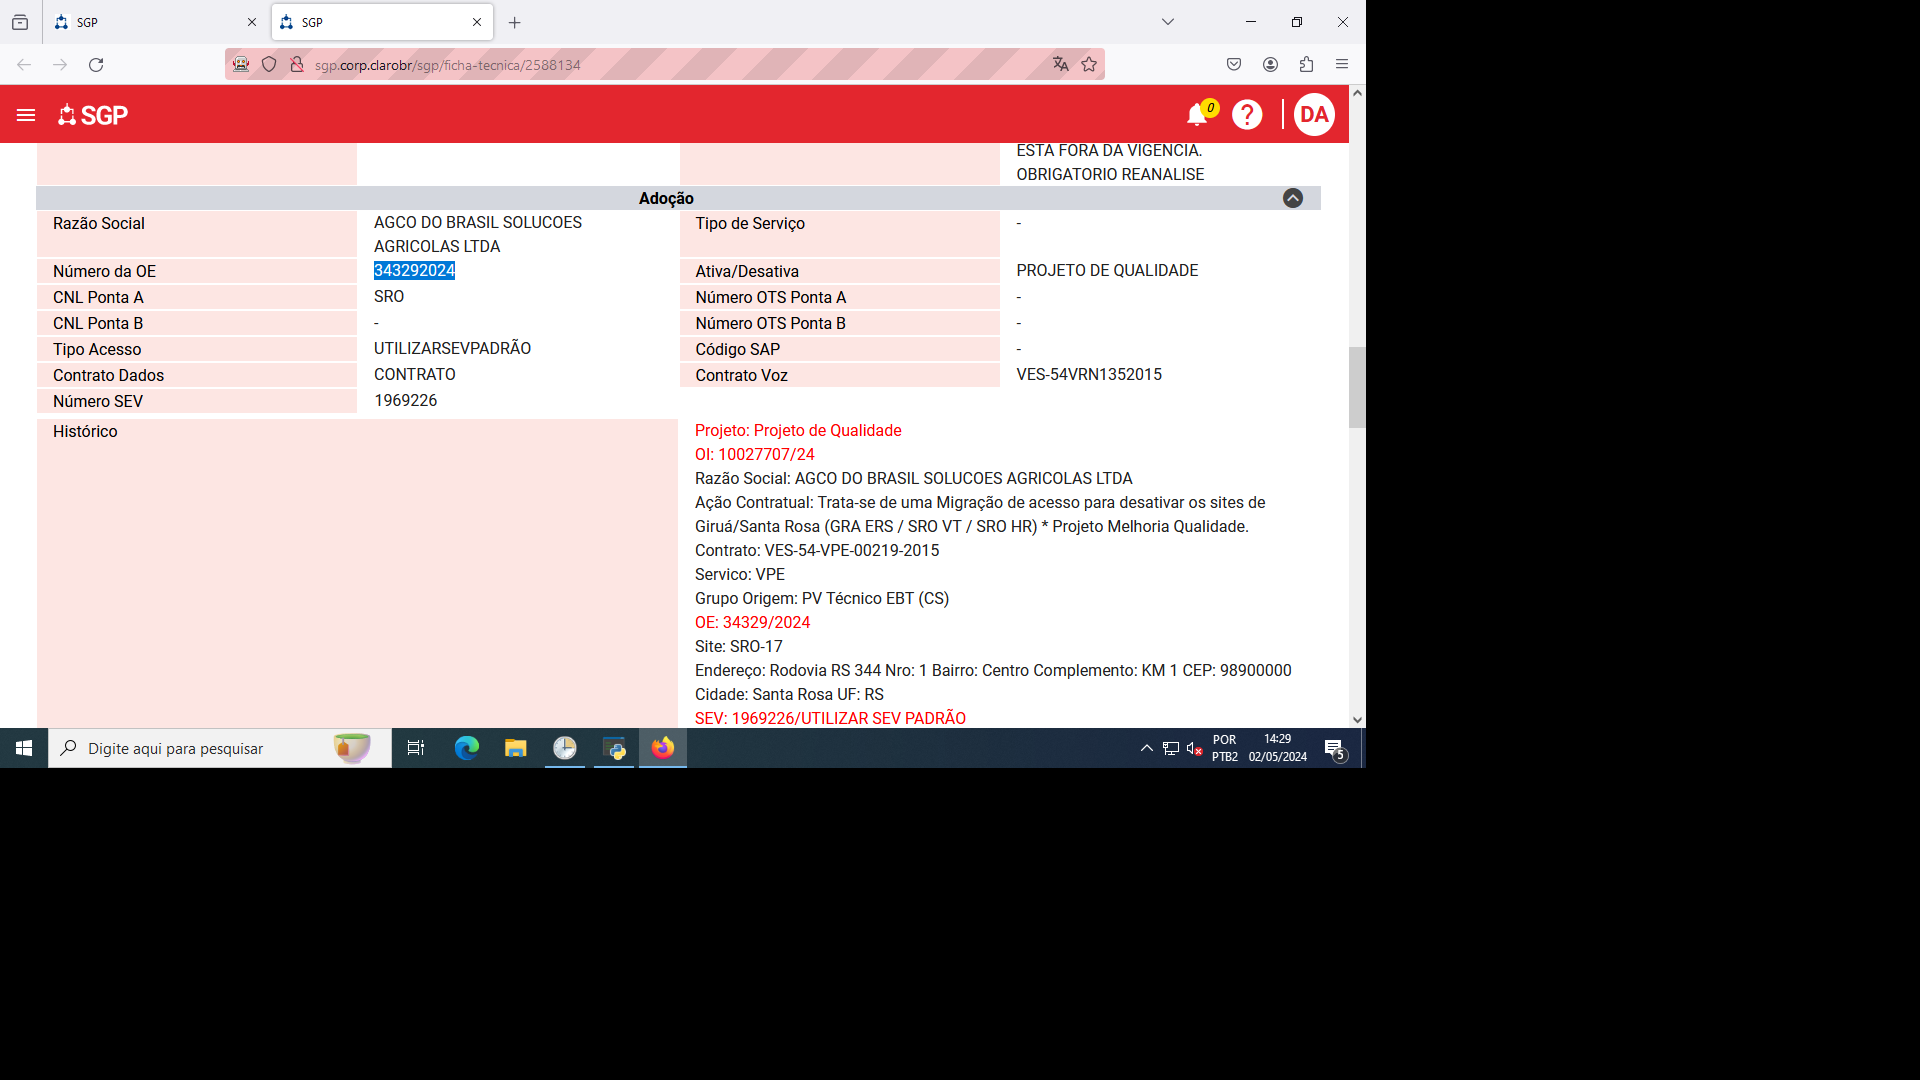 SGP
SGP
sgp.corp.clarobr/sgp/ficha-tecnica/2588134
SGP
0
?
DA
ESTA FORA DA VIGENCIA.
OBRIGATORIO REANALISE
Adoção
Razão Social
AGCO DO BRASIL SOLUCOES
AGRICOLAS LTDA
Tipo de Serviço
-
Número da OE
343292024
Ativa/Desativa
PROJETO DE QUALIDADE
CNL Ponta A
SRO
Número OTS Ponta A
-
CNL Ponta B
-
Número OTS Ponta B
-
Tipo Acesso
UTILIZARSEVPADRÃO
Código SAP
-
Contrato Dados
CONTRATO
Contrato Voz
VES-54VRN1352015
Número SEV
1969226
Histórico
Projeto: Projeto de Qualidade
OI: 10027707/24
Razão Social: AGCO DO BRASIL SOLUCOES AGRICOLAS LTDA
Ação Contratual: Trata-se de uma Migração de acesso para desativar os sites de
Giruá/Santa Rosa (GRA ERS / SRO VT / SRO HR) * Projeto Melhoria Qualidade.
Contrato: VES-54-VPE-00219-2015
Servico: VPE
Grupo Origem: PV Técnico EBT (CS)
OE: 34329/2024
Site: SRO-17
Endereço: Rodovia RS 344 Nro: 1 Bairro: Centro Complemento: KM 1 CEP: 98900000
Cidade: Santa Rosa UF: RS
SEV: 1969226/UTILIZAR SEV PADRÃO
Digite aqui para pesquisar
POR
PTB2
14:29
02/05/2024
5